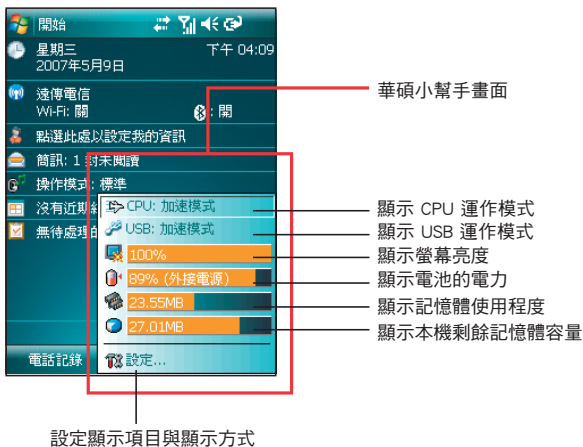 開始
星期三
下午 04:09
2007年5月9日
遠傳電信
Wi-Fi: 關
: 開
點選此處以設定我的資訊
簡訊: 1 封未閱讀
操作模式: 標準
沒有近期
無待處理的
CPU: 加速模式
USB: 加速模式
100%
89% (外接電源)
23.55MB
27.01MB
設定...
電話記錄
華碩小幫手畫面
顯示 CPU 運作模式
顯示 USB 運作模式
顯示螢幕亮度
顯示電池的電力
顯示記憶體使用程度
顯示本機剩餘記憶體容量
設定顯示項目與顯示方式